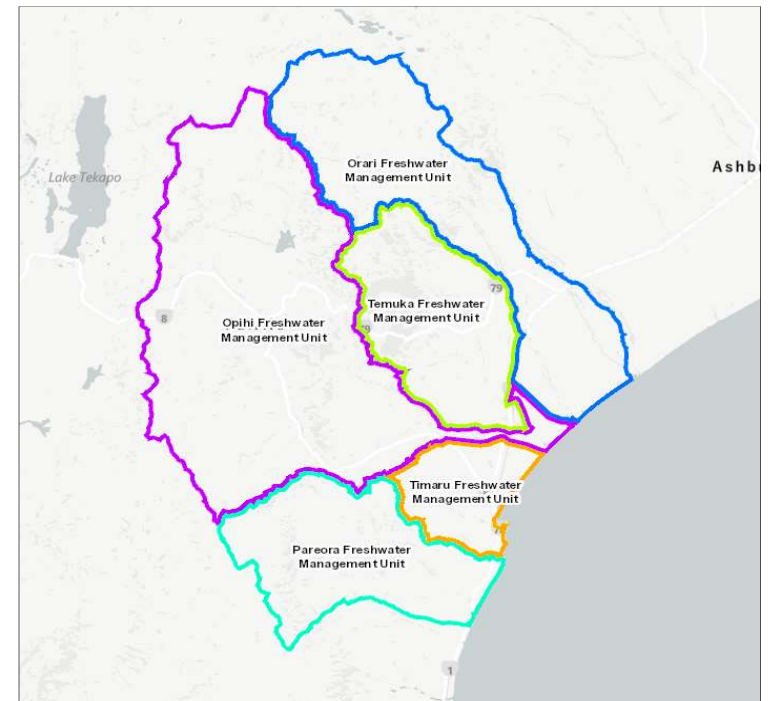 Orari Freshwater
Management Unit
Ashbu
Lake Tekapo
79
Temuka Freshwater
Management Unit
8
Opihi Freshwater
Management Unit
79
Timaru Freshwater
Management Unit
Pareora Freshwater
Management Unit
1